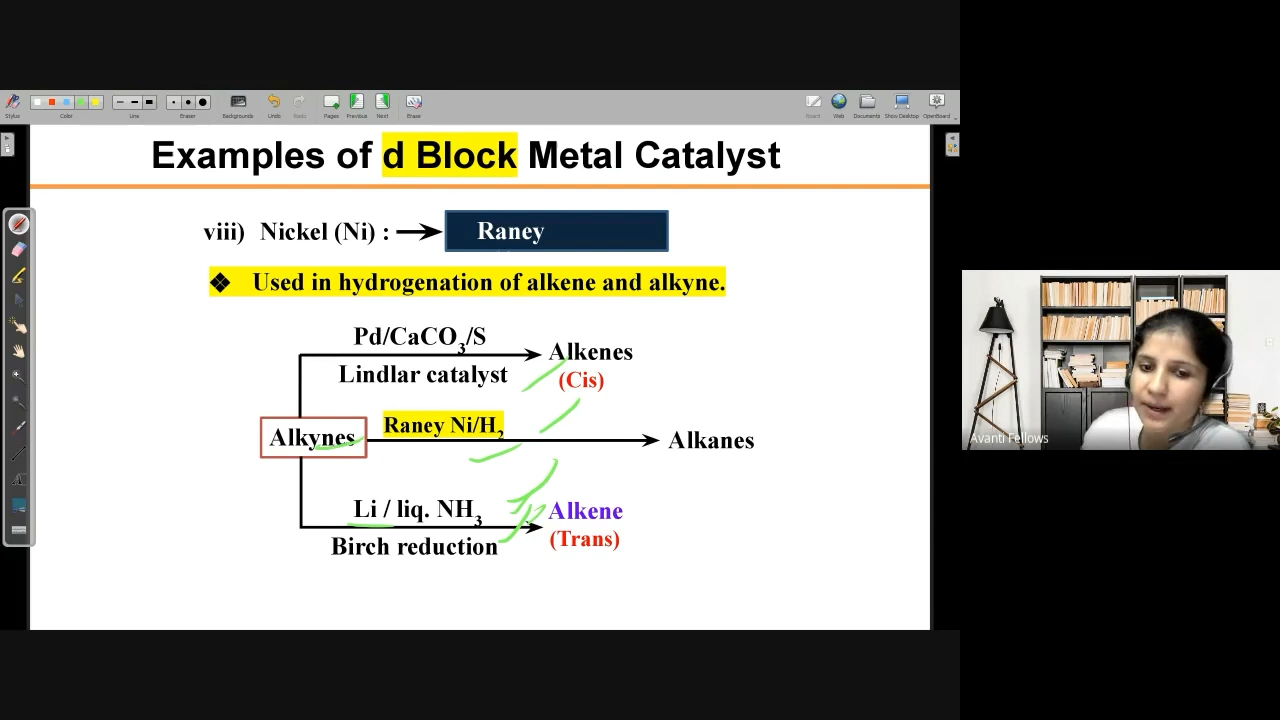 Stylus Color Line Eraser Backgrounds Undo Redo Pages Previous Next Erase Board Web Documents Show Desktop OpenBoard
Examples of d Block Metal Catalyst
viii) Nickel (Ni) : Raney
❖ Used in hydrogenation of alkene and alkyne.
Pd/CaCO3/S
Alkenes
Lindlar catalyst
(Cis)
Raney Ni/H2
Alkynes
Alkanes
Li / liq. NH3
Alkene
Birch reduction
(Trans)
Avanti Fellows